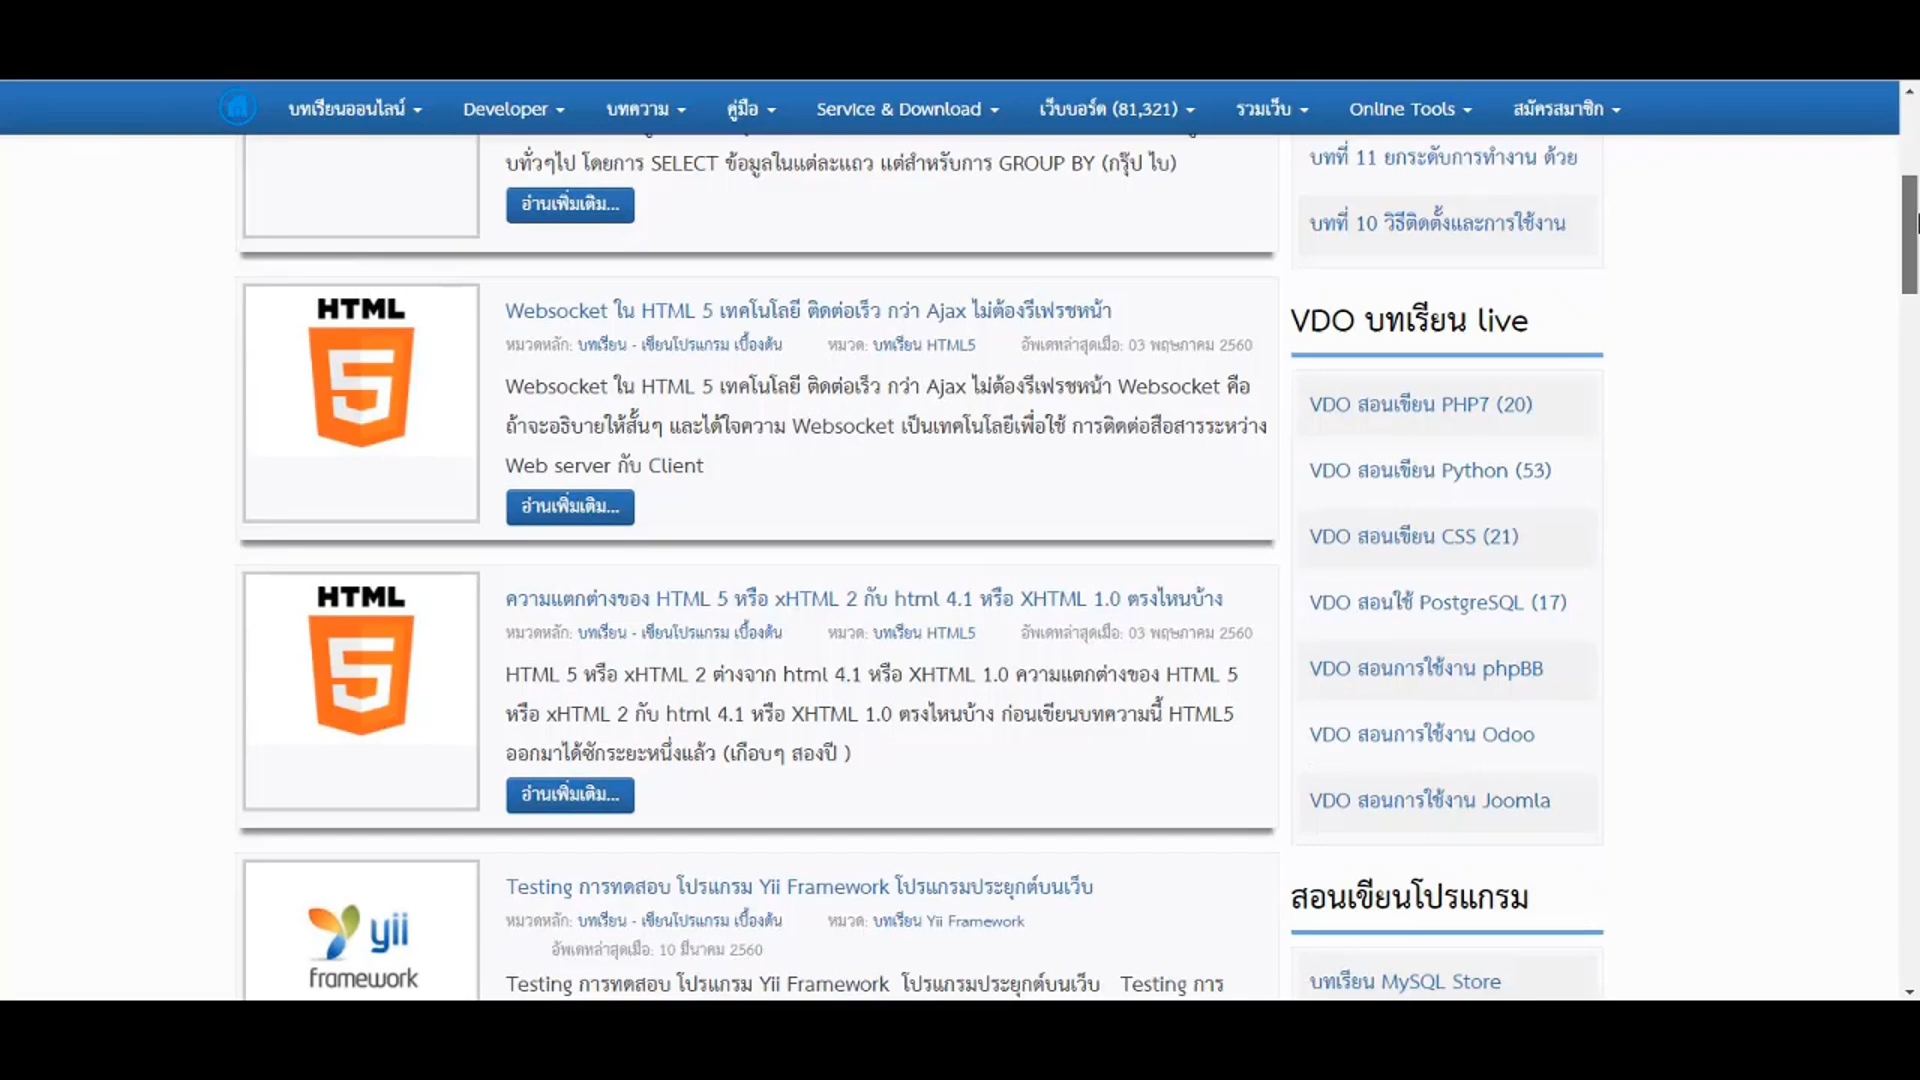 บทเรียนออนไลน์
Developer
บทความ
คู่มือ
Service & Download
เว็บบอร์ด (81,321)
รวมเว็บ
Online Tools
สมัครสมาชิก
บทั่วๆไป โดยการ SELECT ข้อมูลในแต่ละแถว แต่สำหรับการ GROUP BY (กรุ๊ป ไบ)
อ่านเพิ่มเติม...
HTML
5
Websocket ใน HTML 5 เทคโนโลยี ติดต่อเร็ว กว่า Ajax ไม่ต้องรีเฟรชหน้า
หมวดหลัก: บทเรียน - เขียนโปรแกรม เบื้องต้น หมวด: บทเรียน HTML5 อัพเดทล่าสุดเมื่อ: 03 พฤษภาคม 2560
Websocket ใน HTML 5 เทคโนโลยี ติดต่อเร็ว กว่า Ajax ไม่ต้องรีเฟรชหน้า Websocket คือ
ถ้าจะอธิบายให้สั้นๆ และได้ใจความ Websocket เป็นเทคโนโลยีเพื่อใช้ การติดต่อสือสารระหว่าง
Web server กับ Client
อ่านเพิ่มเติม...
HTML
5
ความแตกต่างของ HTML 5 หรือ xHTML 2 กับ html 4.1 หรือ XHTML 1.0 ตรงไหนบ้าง
หมวดหลัก: บทเรียน - เขียนโปรแกรม เบื้องต้น หมวด: บทเรียน HTML5 อัพเดทล่าสุดเมื่อ: 03 พฤษภาคม 2560
HTML 5 หรือ xHTML 2 ต่างจาก html 4.1 หรือ XHTML 1.0 ความแตกต่างของ HTML 5
หรือ xHTML 2 กับ html 4.1 หรือ XHTML 1.0 ตรงไหนบ้าง ก่อนเขียนบทความนี้ HTML5
ออกมาได้ซักระยะหนึ่งแล้ว (เกือบๆ สองปี )
อ่านเพิ่มเติม...
yii
framework
Testing การทดสอบ โปรแกรม Yii Framework โปรแกรมประยุกต์บนเว็บ
หมวดหลัก: บทเรียน - เขียนโปรแกรม เบื้องต้น หมวด: บทเรียน Yii Framework
อัพเดทล่าสุดเมื่อ: 10 มีนาคม 2560
Testing การทดสอบ โปรแกรม Yii Framework โปรแกรมประยุกต์บนเว็บ Testing การ
บทที่ 11 ยกระดับการทำงาน ด้วย
บทที่ 10 วิธีติดตั้งและการใช้งาน
VDO บทเรียน live
VDO สอนเขียน PHP7 (20)
VDO สอนเขียน Python (53)
VDO สอนเขียน CSS (21)
VDO สอนใช้ PostgreSQL (17)
VDO สอนการใช้งาน phpBB
VDO สอนการใช้งาน Odoo
VDO สอนการใช้งาน Joomla
สอนเขียนโปรแกรม
บทเรียน MySQL Store